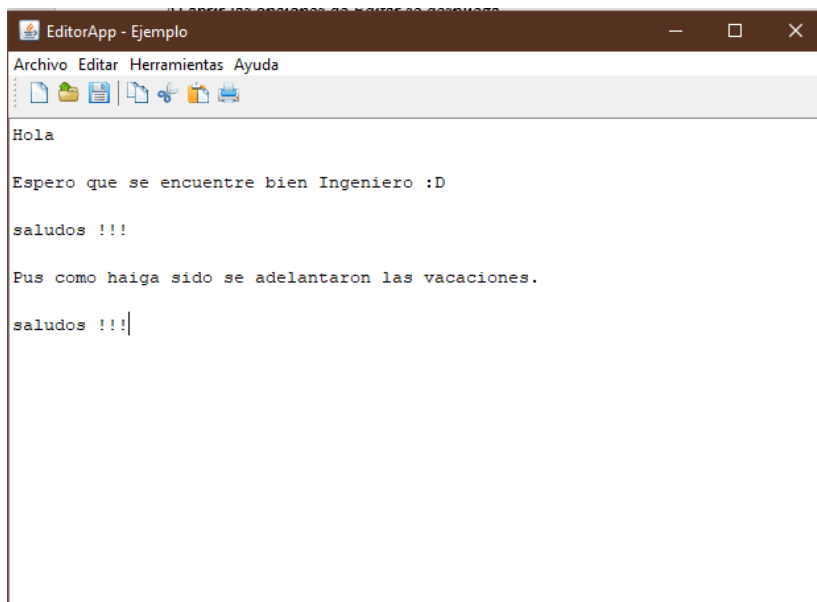 EditorApp - Ejemplo
Archivo Editar Herramientas Ayuda
Hola
Espero que se encuentre bien Ingeniero :D
saludos !!!
Pus como haiga sido se adelantaron las vacaciones.
saludos !!!